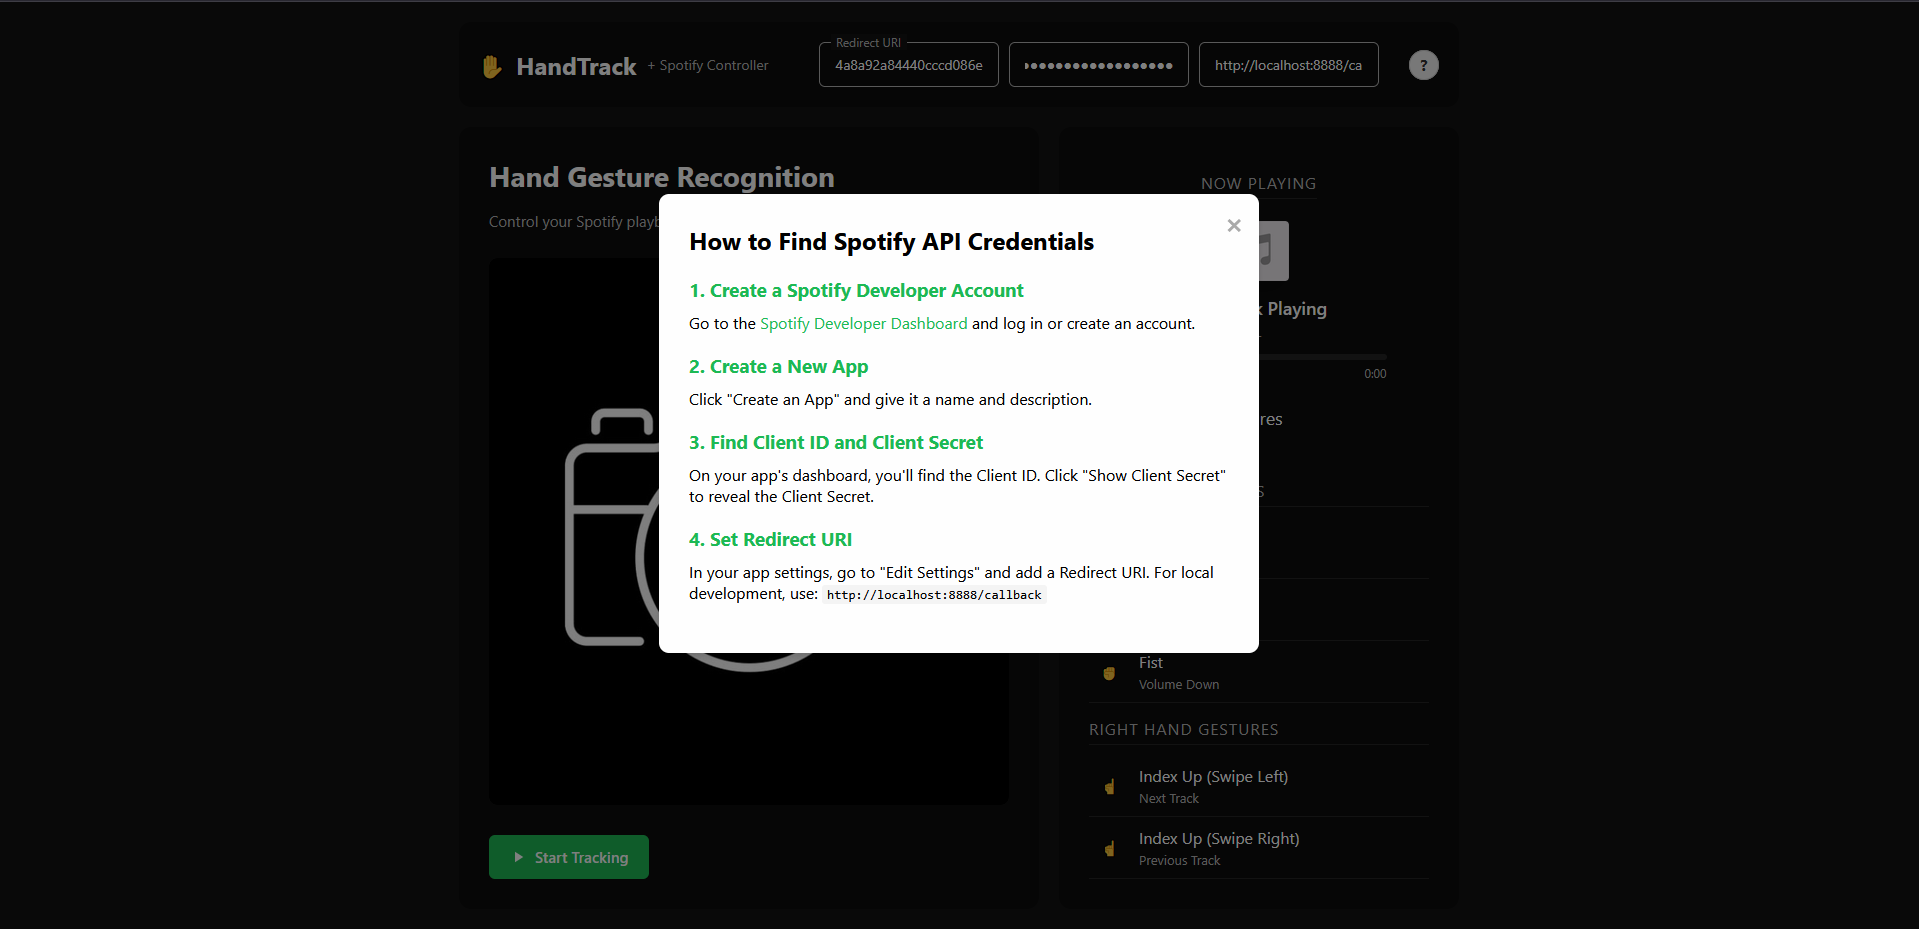 HandTrack + Spotify Controller
Redirect URI
4a8a92a84440cccd086e
••••••••••••••••••
http://localhost:8888/ca
?
Hand Gesture Recognition
Control your Spotify playb
How to Find Spotify API Credentials
×
1. Create a Spotify Developer Account
Go to the Spotify Developer Dashboard and log in or create an account.
2. Create a New App
Click "Create an App" and give it a name and description.
3. Find Client ID and Client Secret
On your app's dashboard, you'll find the Client ID. Click "Show Client Secret"
to reveal the Client Secret.
4. Set Redirect URI
In your app settings, go to "Edit Settings" and add a Redirect URI. For local
development, use: http://localhost:8888/callback
Start Tracking
NOW PLAYING
Playing
0:00
res
S
Fist
Volume Down
RIGHT HAND GESTURES
Index Up (Swipe Left)
Next Track
Index Up (Swipe Right)
Previous Track